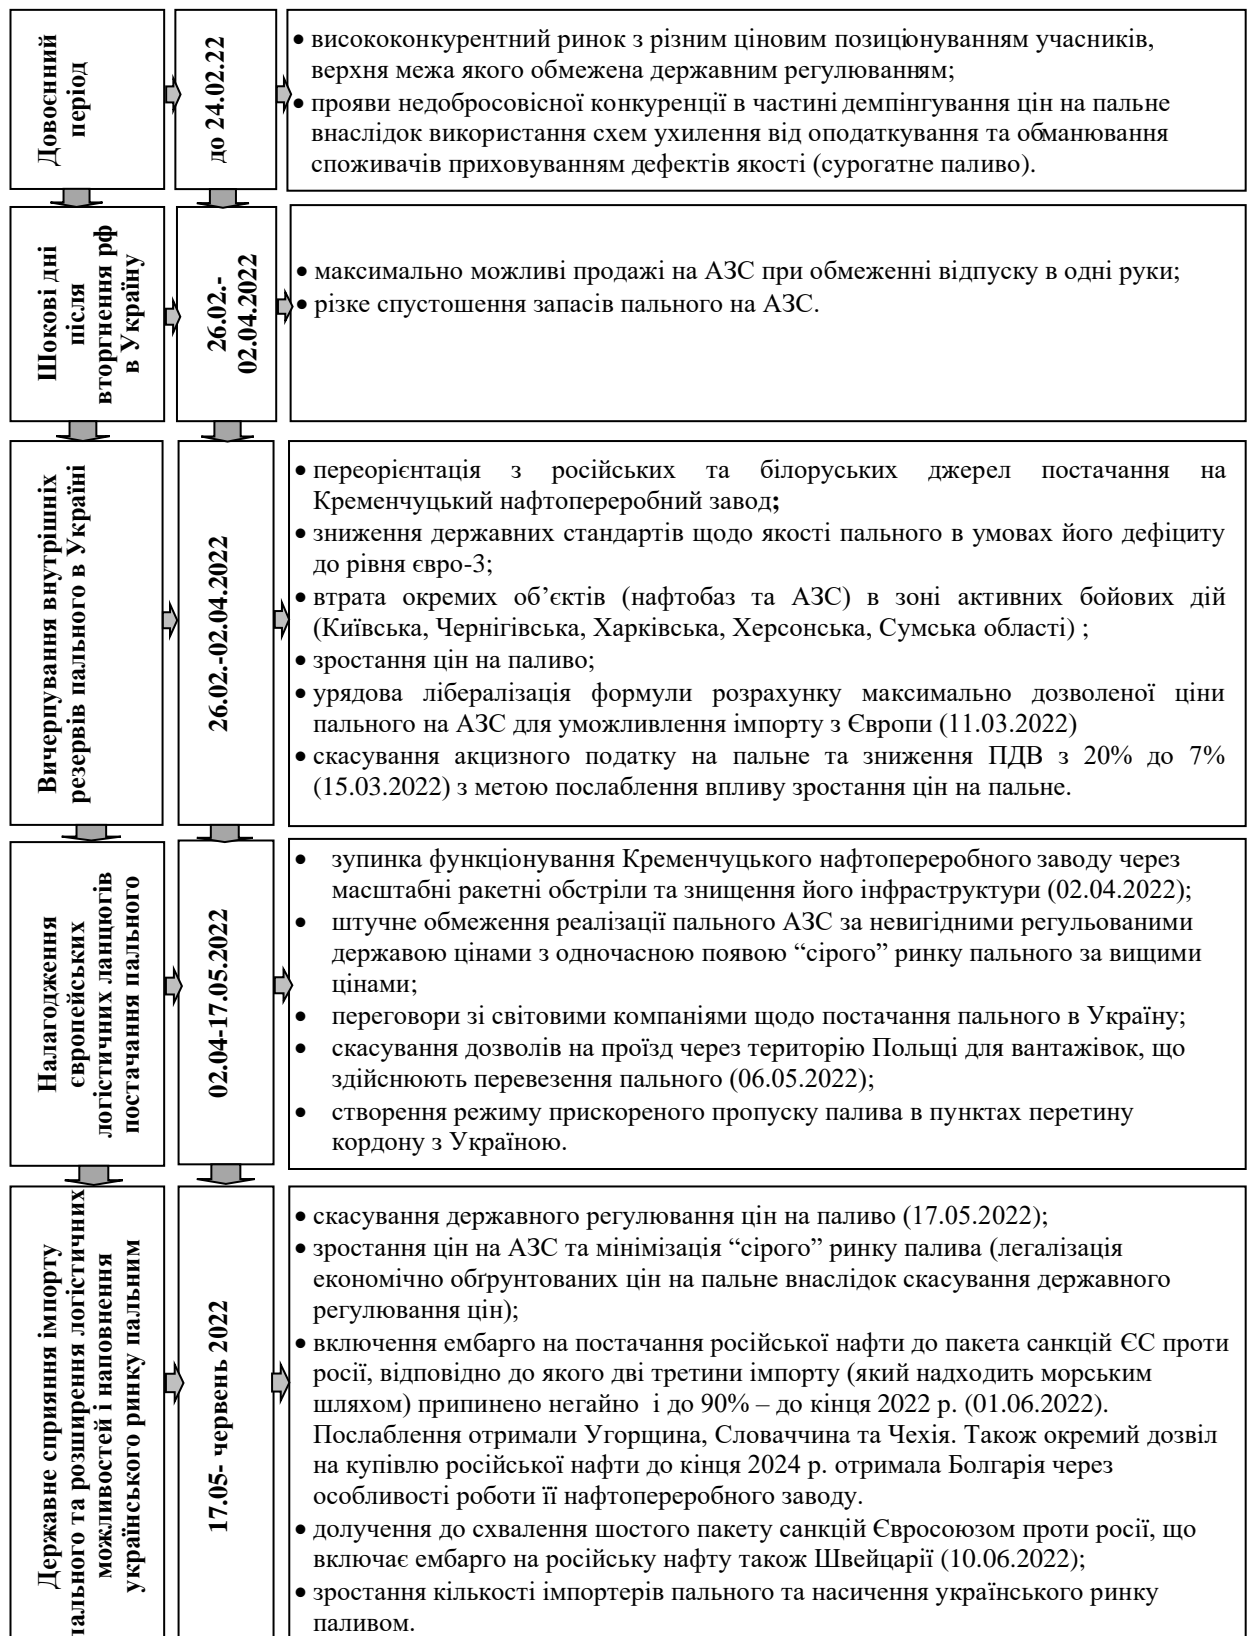 Довоєнний
період
до 24.02.22
• висококонкурентний ринок з різним ціновим позиціонуванням учасників,
верхня межа якого обмежена державним регулюванням;
• прояви недобросовісної конкуренції в частині демпінгування цін на пальне
внаслідок використання схем ухилення від оподаткування та обманювання
споживачів приховуванням дефектів якості (сурогатне паливо).
Шокові дні
після
вторгнення рф
в Україну
26.02.-
02.04.2022
• максимально можливі продажі на АЗС при обмеженні відпуску в одні руки;
• різке спустошення запасів пального на АЗС.
Вичерпування внутрішніх
резервів пального в Україні
26.02.-02.04.2022
• переорієнтація з російських та білоруських джерел постачання на
Кременчуцький нафтопереробний завод;
• зниження державних стандартів щодо якості пального в умовах його дефіциту
до рівня євро-3;
• втрата окремих об’єктів (нафтобаз та АЗС) в зоні активних бойових дій
(Київська, Чернігівська, Харківська, Херсонська, Сумська області) ;
• зростання цін на паливо;
• урядова лібералізація формули розрахунку максимально дозволеної ціни
пального на АЗС для уможливлення імпорту з Європи (11.03.2022)
• скасування акцизного податку на пальне та зниження ПДВ з 20% до 7%
(15.03.2022) з метою послаблення впливу зростання цін на пальне.
Налагодження
європейських
логістичних ланцюгів
постачання пального
02.04-17.05.2022
• зупинка функціонування Кременчуцького нафтопереробного заводу через
масштабні ракетні обстріли та знищення його інфраструктури (02.04.2022);
• штучне обмеження реалізації пального АЗС за невигідними регульованими
державою цінами з одночасною появою “сірого” ринку пального за вищими
цінами;
• переговори зі світовими компаніями щодо постачання пального в Україну;
• скасування дозволів на проїзд через територію Польщі для вантажівок, що
здійснюють перевезення пального (06.05.2022);
• створення режиму прискореного пропуску палива в пунктах перетину
кордону з Україною.
Державне сприяння імпорту
пального та розширення логістичних
можливостей і наповнення
українського ринку пальним
17.05- червень 2022
• скасування державного регулювання цін на паливо (17.05.2022);
• зростання цін на АЗС та мінімізація “сірого” ринку палива (легалізація
економічно обґрунтованих цін на пальне внаслідок скасування державного
регулювання цін);
• включення ембарго на постачання російської нафти до пакета санкцій ЄС проти
росії, відповідно до якого дві третини імпорту (який надходить морським
шляхом) припинено негайно і до 90% – до кінця 2022 р. (01.06.2022).
Послаблення отримали Угорщина, Словаччина та Чехія. Також окремий дозвіл
на купівлю російської нафти до кінця 2024 р. отримала Болгарія через
особливості роботи її нафтопереробного заводу.
• долучення до схвалення шостого пакету санкцій Євросоюзом проти росії, що
включає ембарго на російську нафту також Швейцарії (10.06.2022);
• зростання кількості імпортерів пального та насичення українського ринку
паливом.